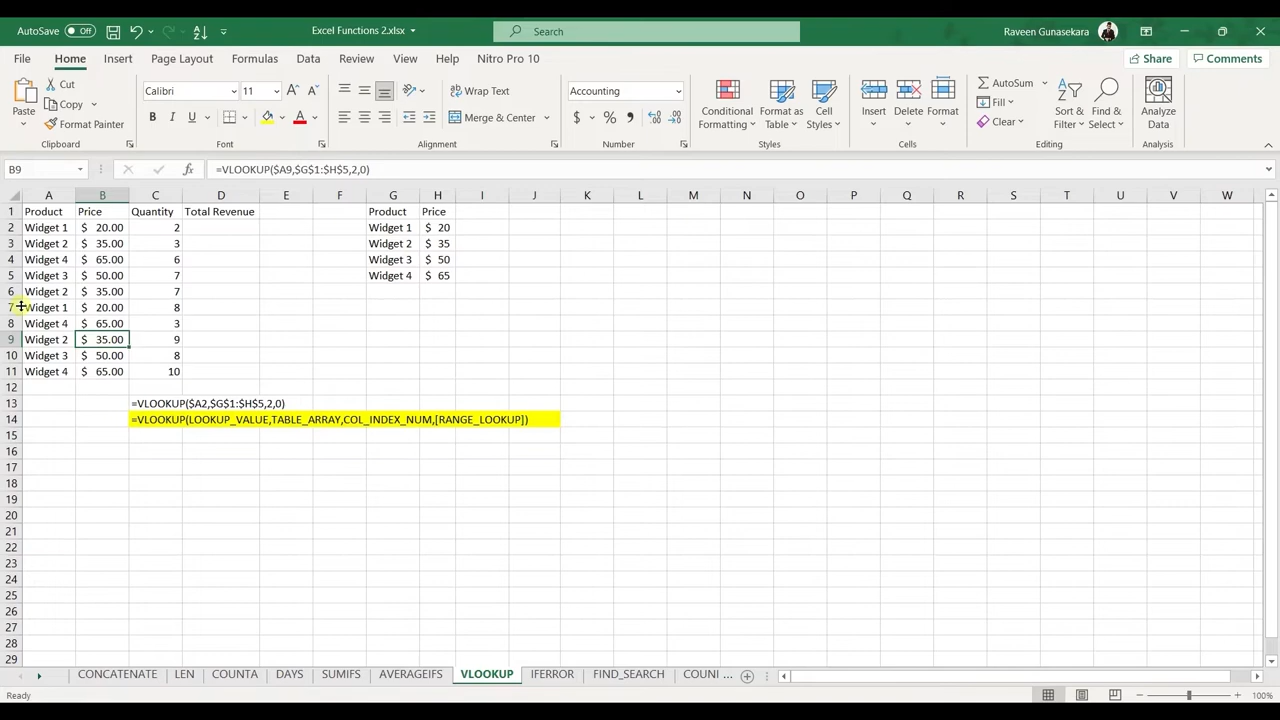 AutoSave Off Excel Functions 2.xlsx Search Raveen Gunasekara
File Home Insert Page Layout Formulas Data Review View Help Nitro Pro 10 Share Comments
Paste Cut Copy Format Painter
Calibri 11 B I U A A A
Wrap Text Merge & Center
Accounting $ % ,
Conditional Formatting Format as Table Cell Styles
Insert Delete Format
AutoSum Fill Clear Sort & Filter Find & Select
Analyze Data
Clipboard Font Alignment Number Styles Cells Editing Analysis
B9 fx =VLOOKUP($A9,$G$1:$H$5,2,0)
A B C D E F G H I J K L M N O P Q R S T U V W
1 Product Price Quantity Total Revenue Product Price
2 Widget 1 $ 20.00 2 Widget 1 $ 20
3 Widget 2 $ 35.00 3 Widget 2 $ 35
4 Widget 4 $ 65.00 6 Widget 3 $ 50
5 Widget 3 $ 50.00 7 Widget 4 $ 65
6 Widget 2 $ 35.00 7
7 Widget 1 $ 20.00 8
8 Widget 4 $ 65.00 3
9 Widget 2 $ 35.00 9
10 Widget 3 $ 50.00 8
11 Widget 4 $ 65.00 10
12
13 =VLOOKUP($A2,$G$1:$H$5,2,0)
14 =VLOOKUP(LOOKUP_VALUE,TABLE_ARRAY,COL_INDEX_NUM,[RANGE_LOOKUP])
15
16
17
18
19
20
21
22
23
24
25
26
27
28
29
CONCATENATE LEN COUNTA DAYS SUMIFS AVERAGEIFS VLOOKUP IFERROR FIND_SEARCH COUNI ...
Ready 100%